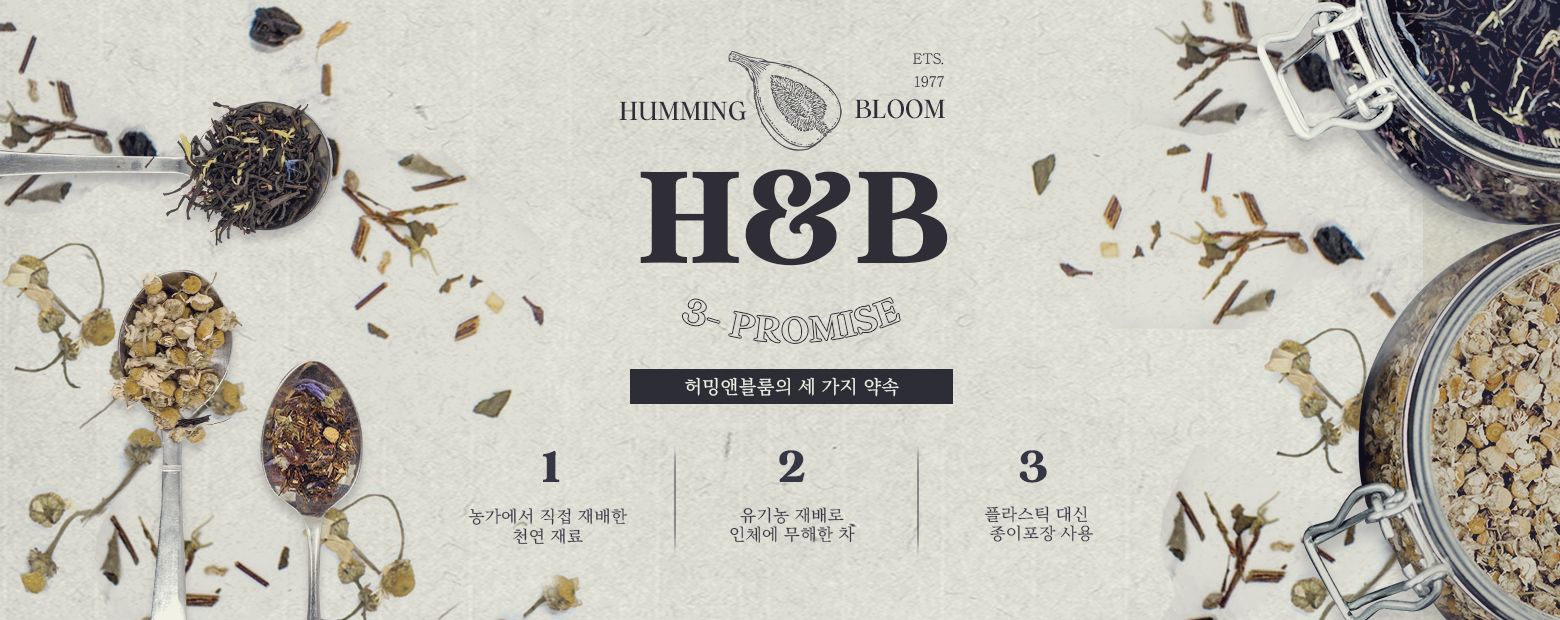 ETS.
1977
HUMMING BLOOM
H&B
3- PROMISE
허밍앤블룸의 세 가지 약속
1
농가에서 직접 재배한
천연 재료
2
유기농 재배로
인체에 무해한 차
3
플라스틱 대신
종이포장 사용